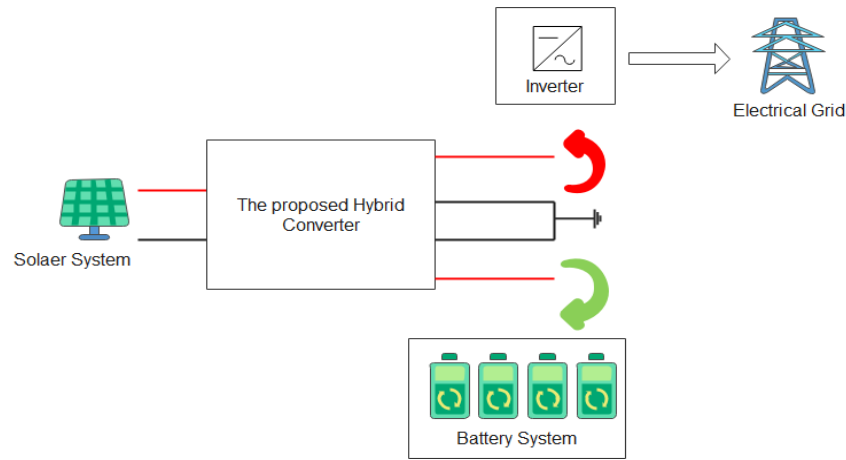 Inverter
Electrical Grid
The proposed Hybrid
Converter
Solaer System
Battery System